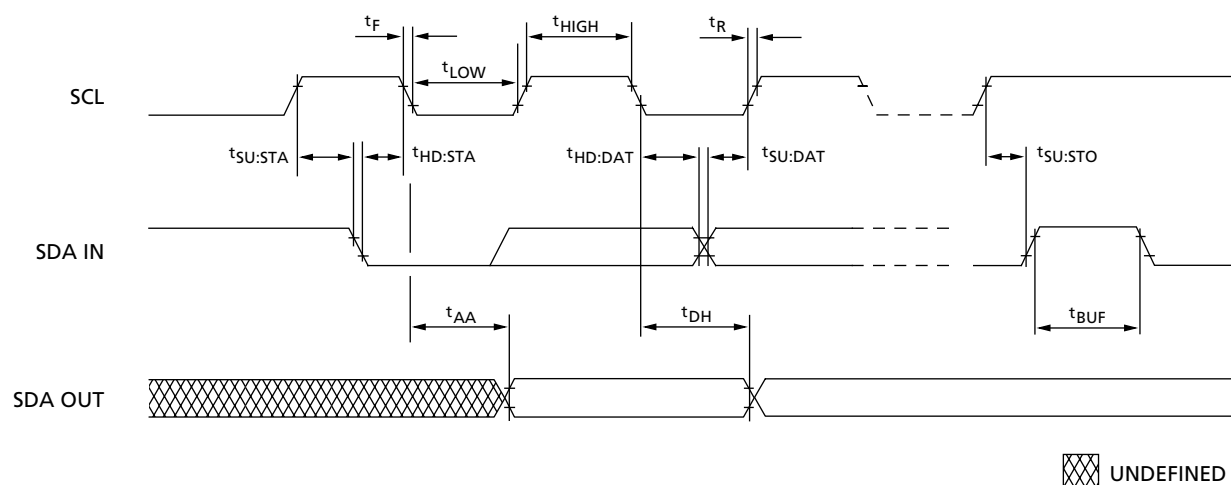 tF
tHIGH
tR
tLOW
SCL
tSU:STA
tHD:STA
tHD:DAT
tSU:DAT
tSU:STO
SDA IN
tAA
tDH
tBUF
SDA OUT
UNDEFINED